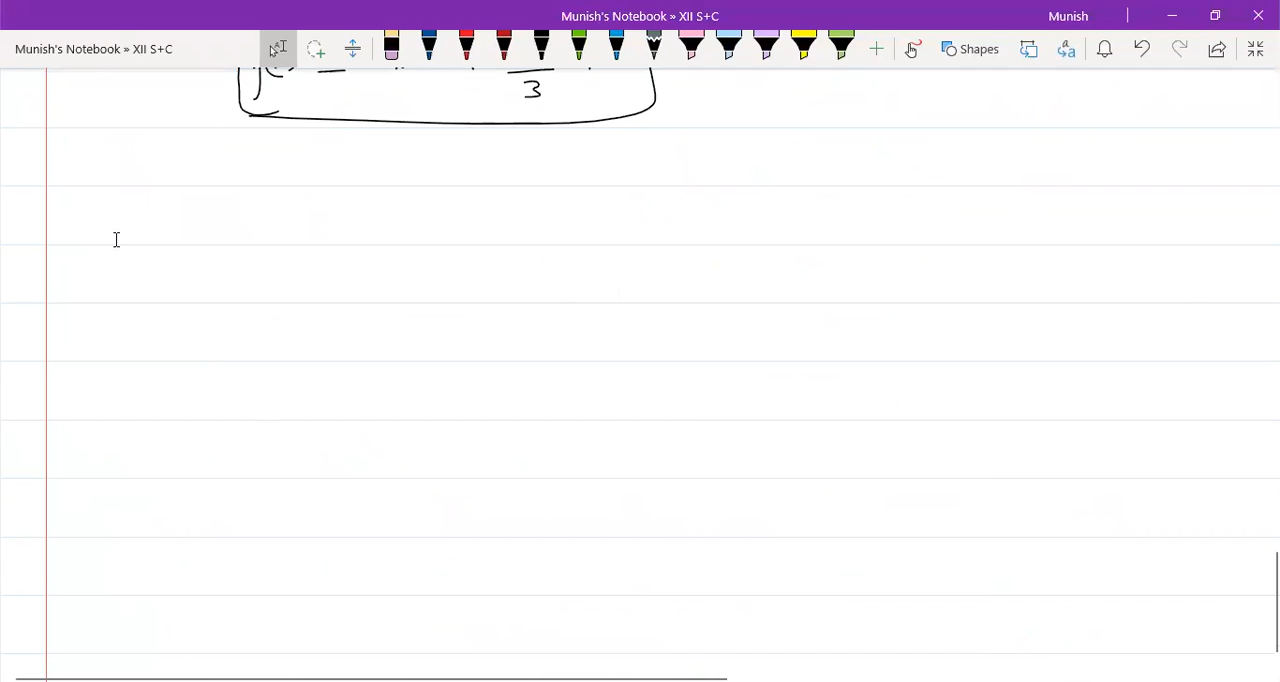 Munish's Notebook » XII S+C
Munish
Munish's Notebook » XII S+C
Shapes
3